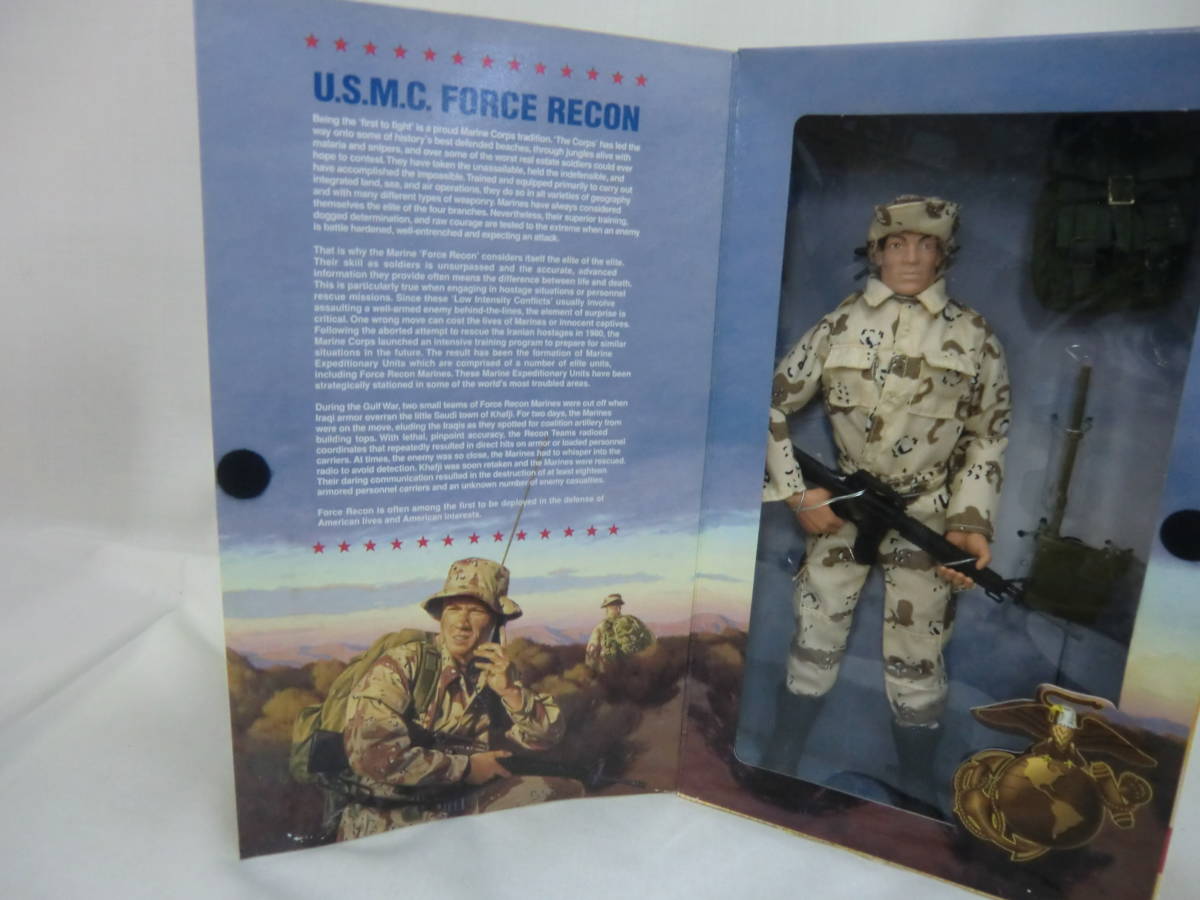 U.S.M.C. FORCE RECON
Being the 'first to fight' is a proud Marine Corps tradition. 'The Corps' has led the
way onto some of history's best defended beaches, through jungles alive with
malaria and snipers, and over some of the worst real estate soldiers could ever
hope to contest. They have taken the unassailable, held the indefensible, and
have accomplished the impossible. Trained and equipped primarily to carry out
integrated land, sea, and air operations, they do so in all varieties of geography
and with many different types of weaponry. Marines have always considered
themselves the elite of the four branches. Nevertheless, their superior training,
dogged determination, and raw courage are tested to the extreme when an enemy
is battle hardened, well-entrenched and expecting an attack.
That is why the Marine 'Force Recon' considers itself the elite of the elite.
Their skill as soldiers is unsurpassed and the accurate, advanced
information they provide often means the difference between life and death.
This is particularly true when engaging in hostage situations or personnel
rescue missions. Since these 'Low Intensity Conflicts' usually involve
assaulting a well-armed enemy behind-the-lines, the element of surprise is
critical. One wrong move can cost the lives of Marines or innocent captives.
Following the aborted attempt to rescue the Iranian hostages in 1980, the
Marine Corps launched an intensive training program to prepare for similar
situations in the future. The result has been the formation of Marine
Expeditionary Units which are comprised of a number of elite units,
including Force Recon Marines. These Marine Expeditionary Units have been
strategically stationed in some of the world's most troubled areas.
During the Gulf War, two small teams of Force Recon Marines were cut off when
Iraqi armor overran the little Saudi town of Khefji. For two days, the Marines
were on the move, eluding the Iraqis as they spotted for coalition artillery from
building tops. With lethal, pinpoint accuracy, the Recon Teams radioed
coordinates that repeatedly resulted in direct hits on armor or loaded personnel
carriers. At times, the enemy was so close, the Marines had to whisper into the
radio to avoid detection. Khefji was soon retaken and the Marines were rescued.
Their daring communication resulted in the destruction of at least eighteen
armored personnel carriers and an unknown number of enemy casualties.
Force Recon is often among the first to be deployed in the defense of
American lives and American interests.